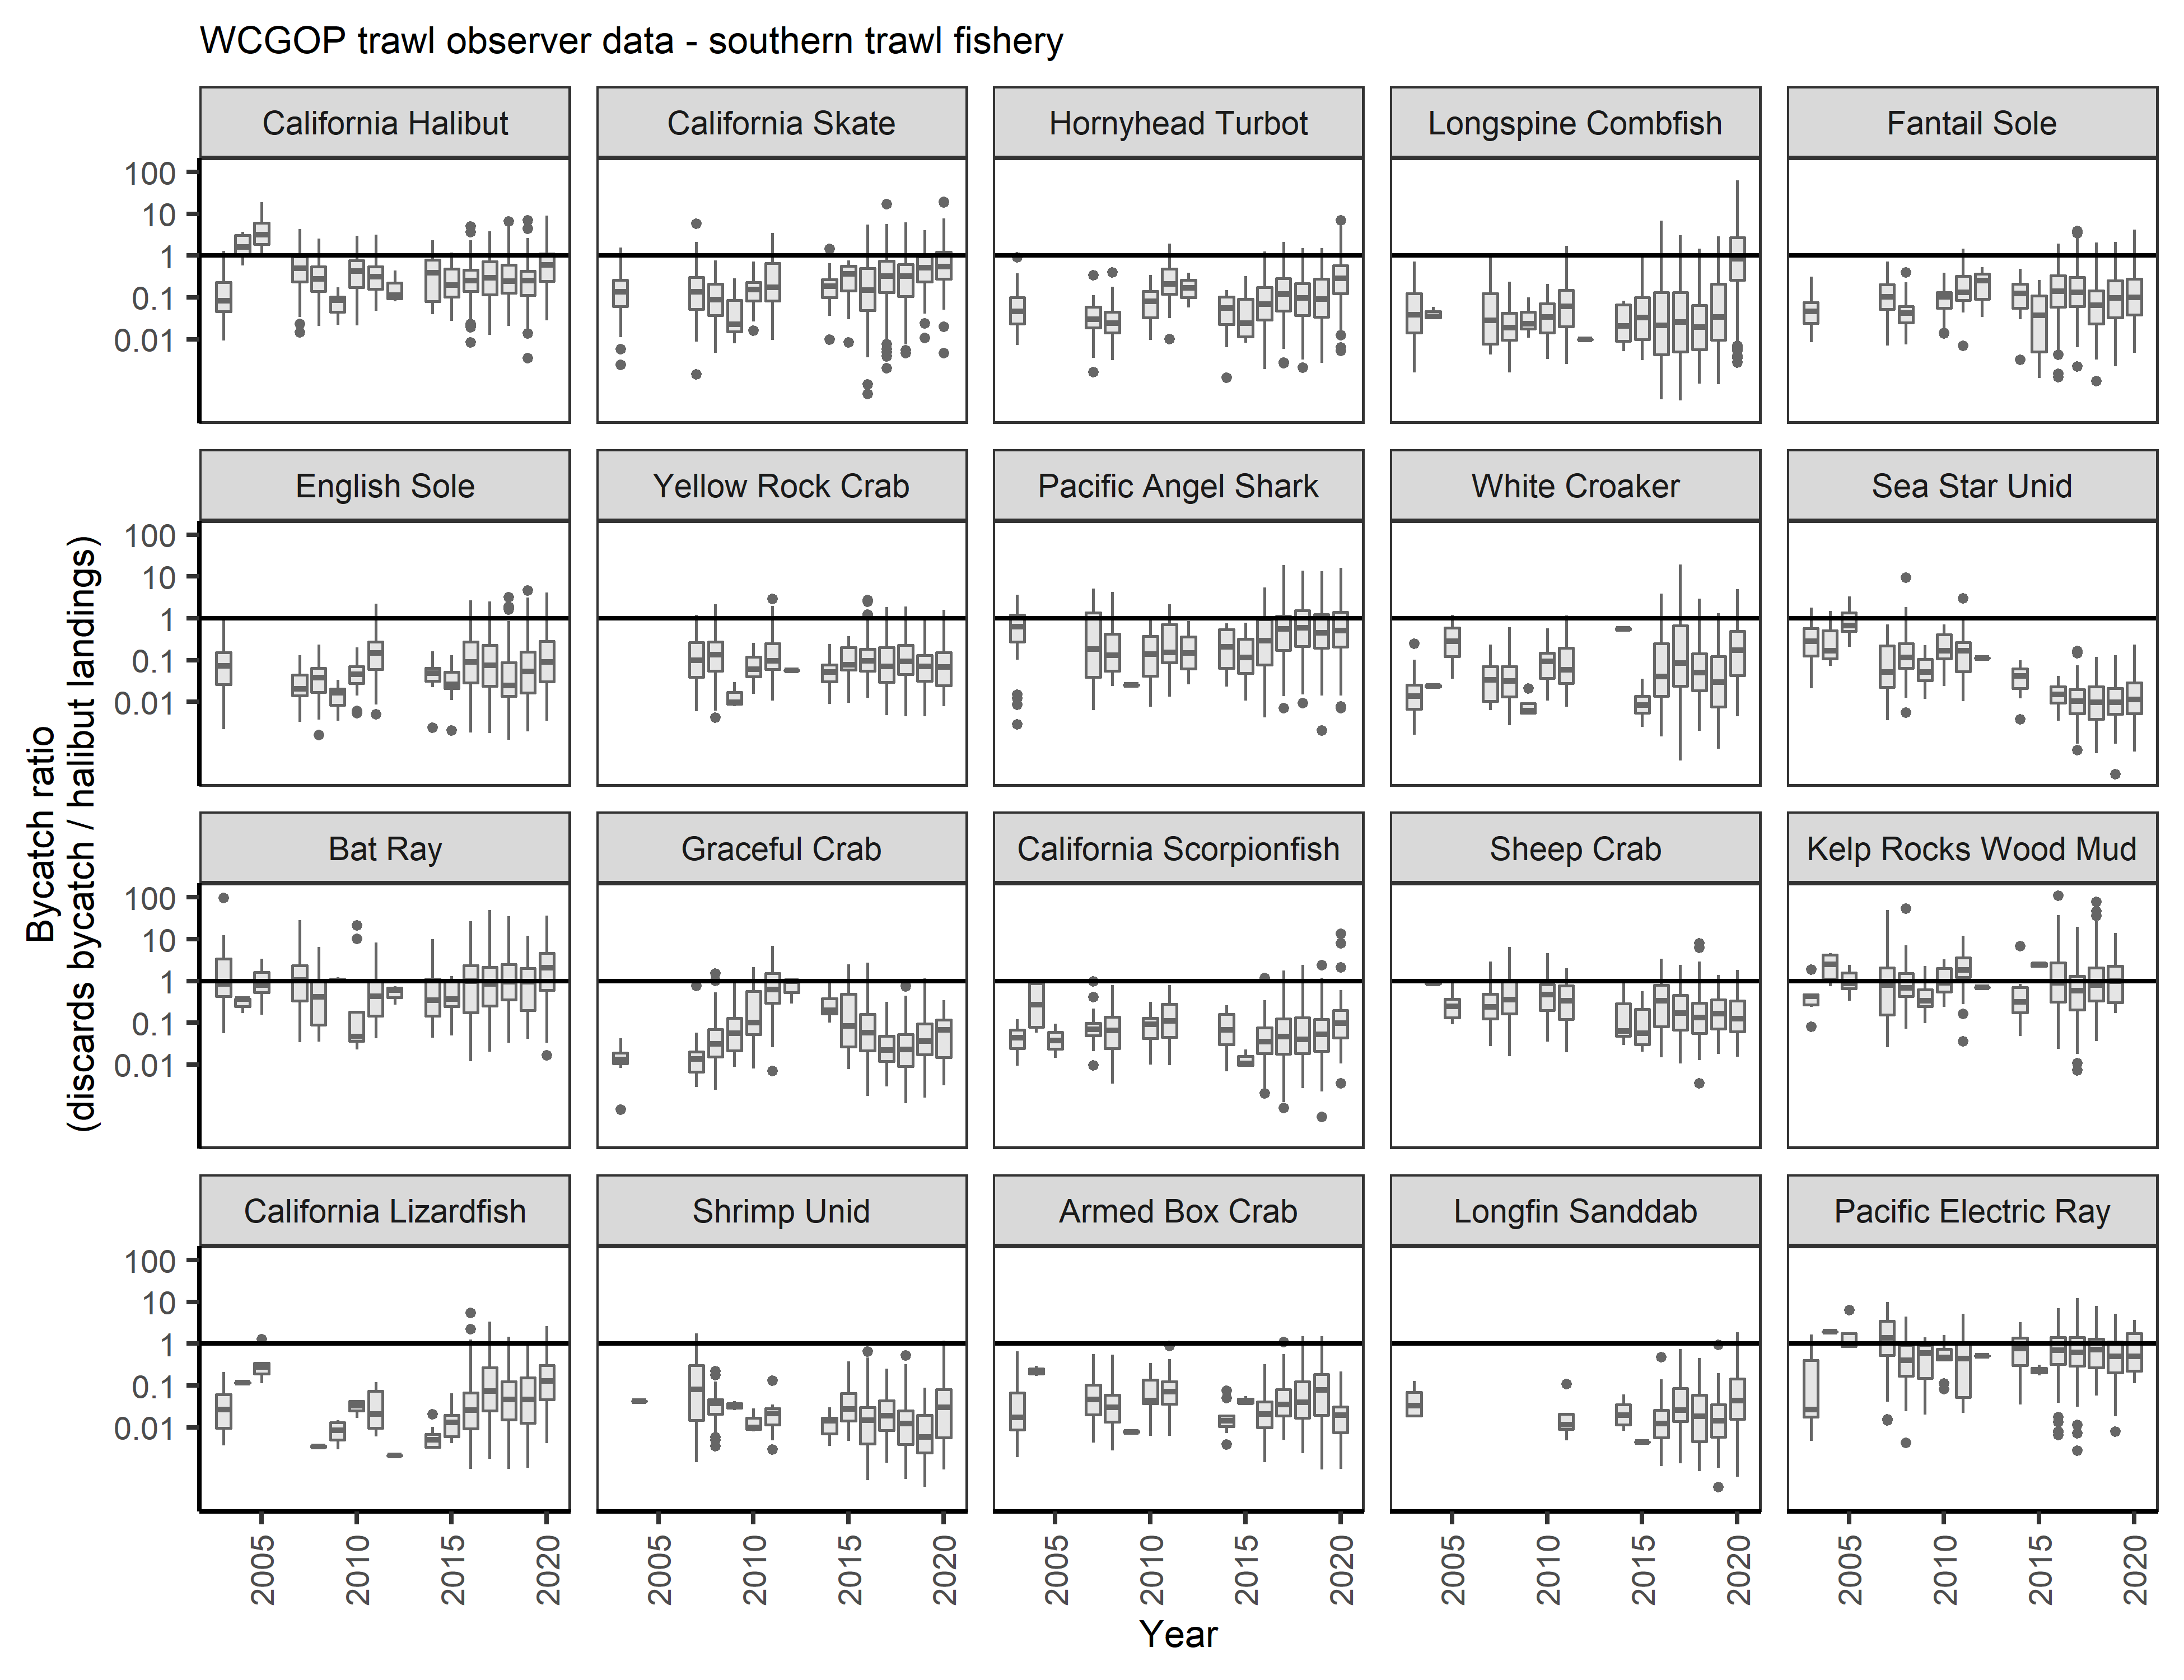 WCGOP trawl observer data - southern trawl fishery
California Halibut
California Skate
Hornyhead Turbot
Longspine Combfish
Fantail Sole
100
10
1
0.1
0.01
English Sole
Yellow Rock Crab
Pacific Angel Shark
White Croaker
Sea Star Unid
100
10
1
0.1
0.01
Bycatch ratio
(discards bycatch / halibut landings)
Bat Ray
Graceful Crab
California Scorpionfish
Sheep Crab
Kelp Rocks Wood Mud
100
10
1
0.1
0.01
California Lizardfish
Shrimp Unid
Armed Box Crab
Longfin Sanddab
Pacific Electric Ray
100
10
1
0.1
0.01
2005
2010
2015
2020
2005
2010
2015
2020
2005
2010
2015
2020
2005
2010
2015
2020
2005
2010
2015
2020
Year